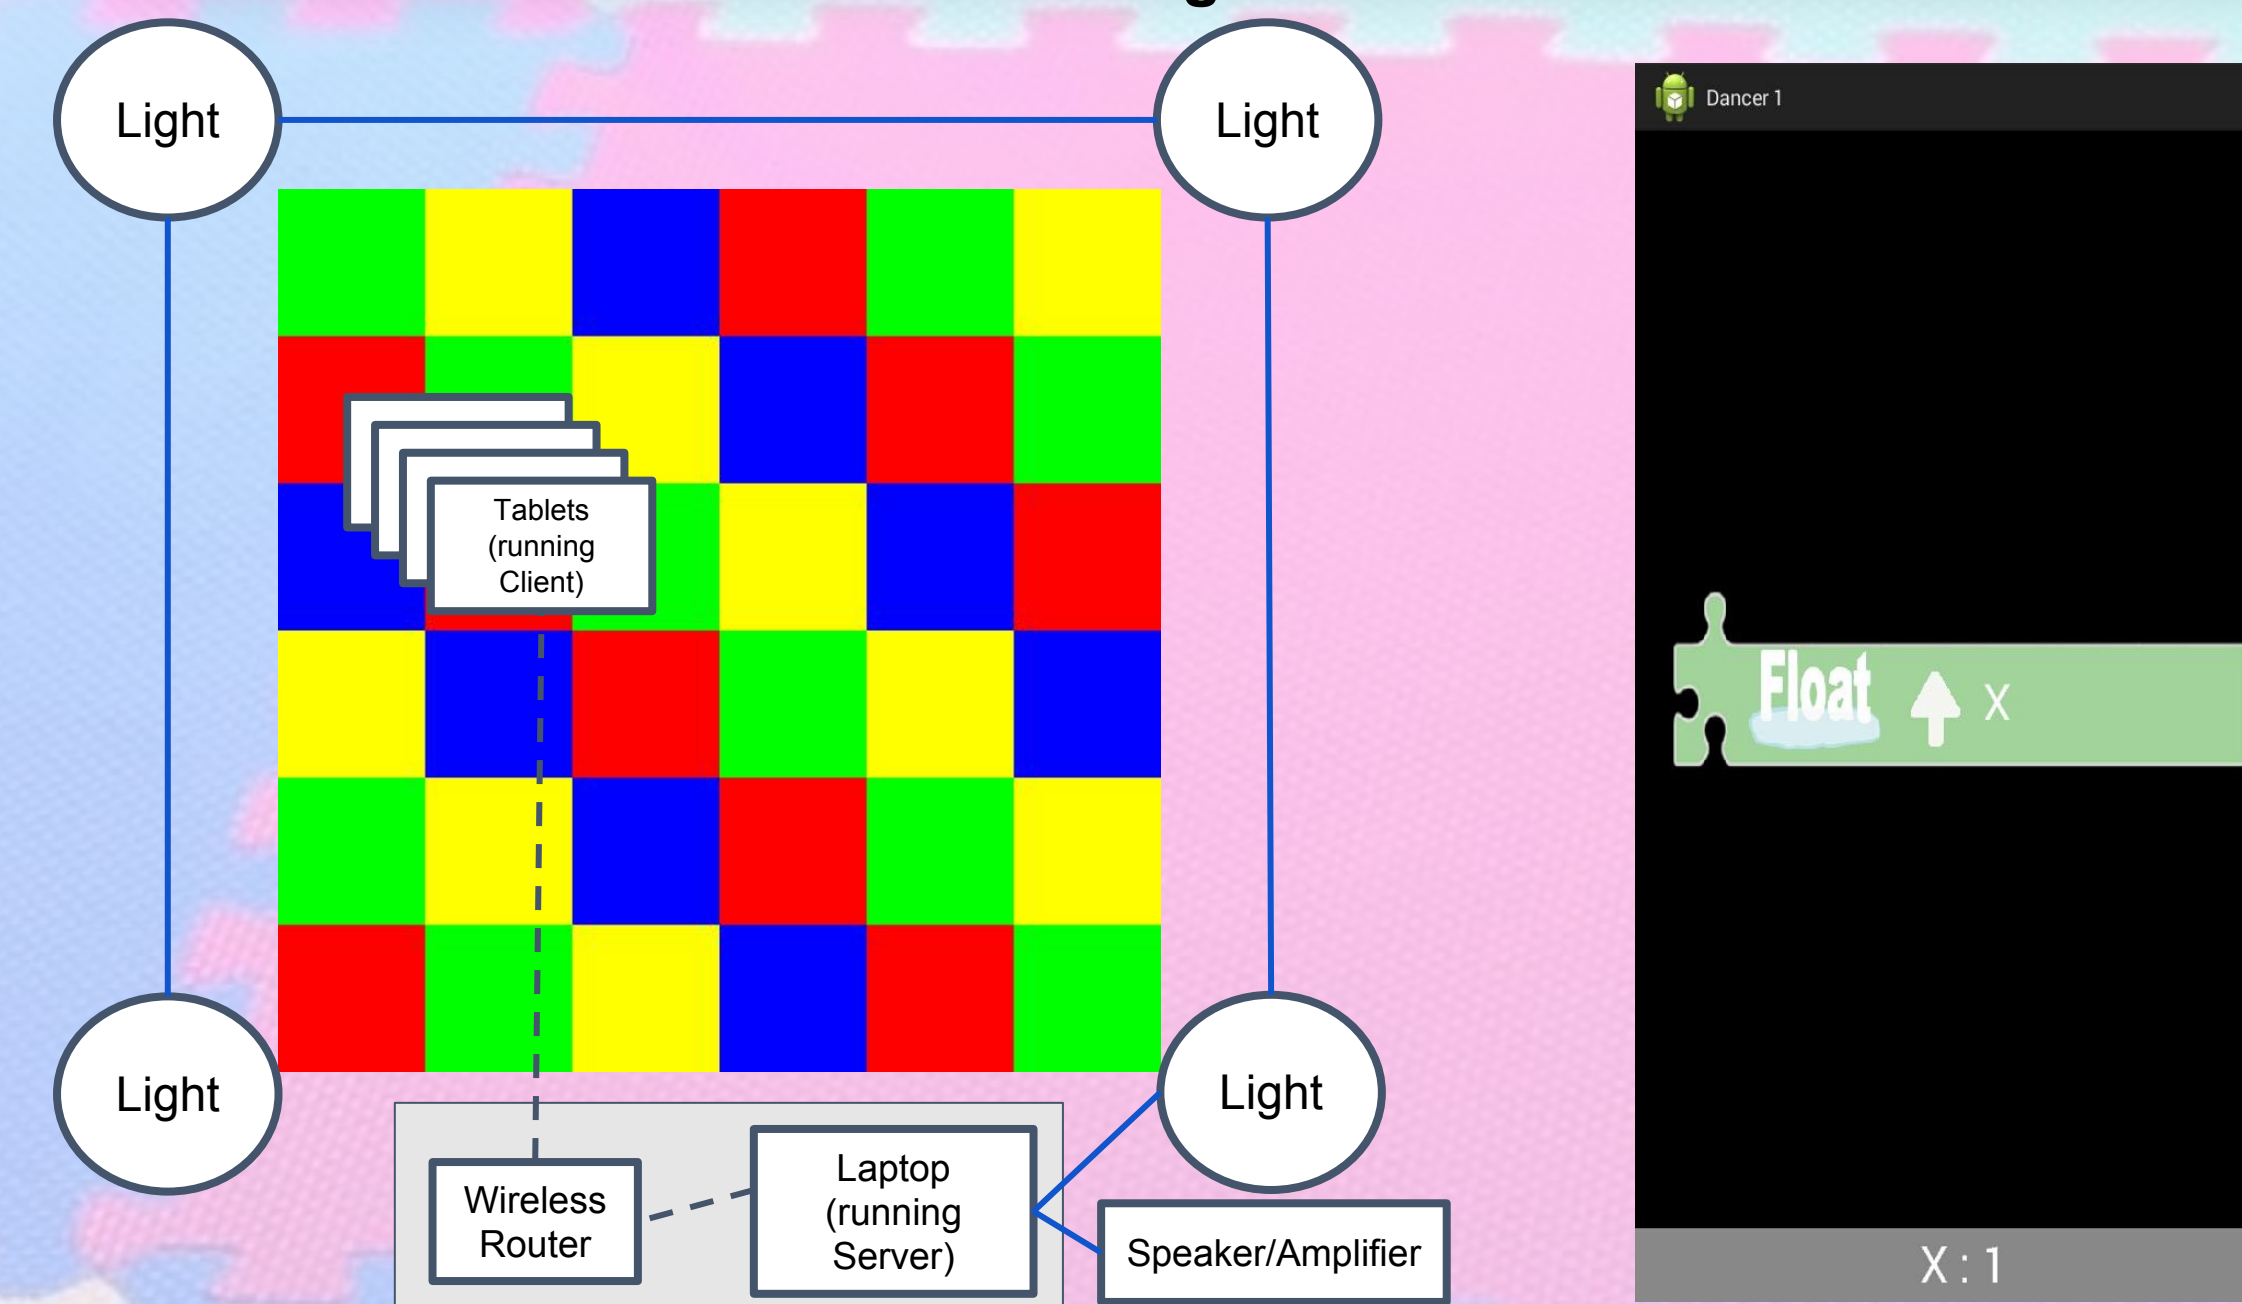 Light
Light
Dancer 1
Tablets
(running
Client)
Float X
Light
Light
Wireless
Router
Laptop
(running
Server)
Speaker/Amplifier
X : 1